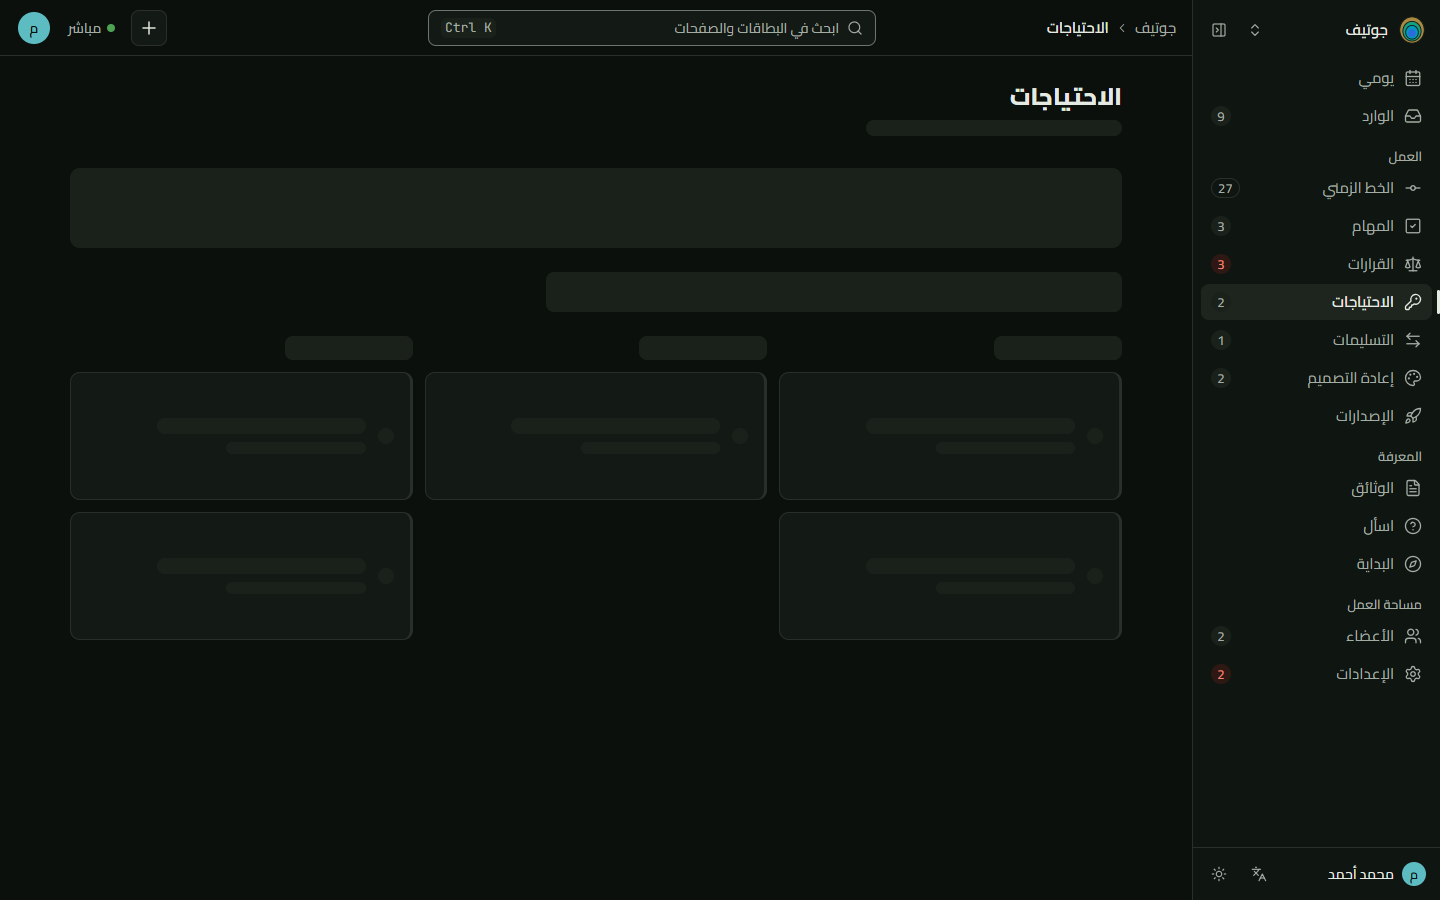 جوتيف
يومي
الوارد 9
العمل
الخط الزمني 27
المهام 3
القرارات 3
الاحتياجات 2
التسليمات 1
إعادة التصميم 2
الإصدارات
المعرفة
الوثائق
اسأل
البداية
مساحة العمل
الأعضاء 2
الإعدادات 2
م محمد أحمد
جوتيف الاحتياجات
ابحث في البطاقات والصفحات Ctrl K
مباشر
م
الاحتياجات